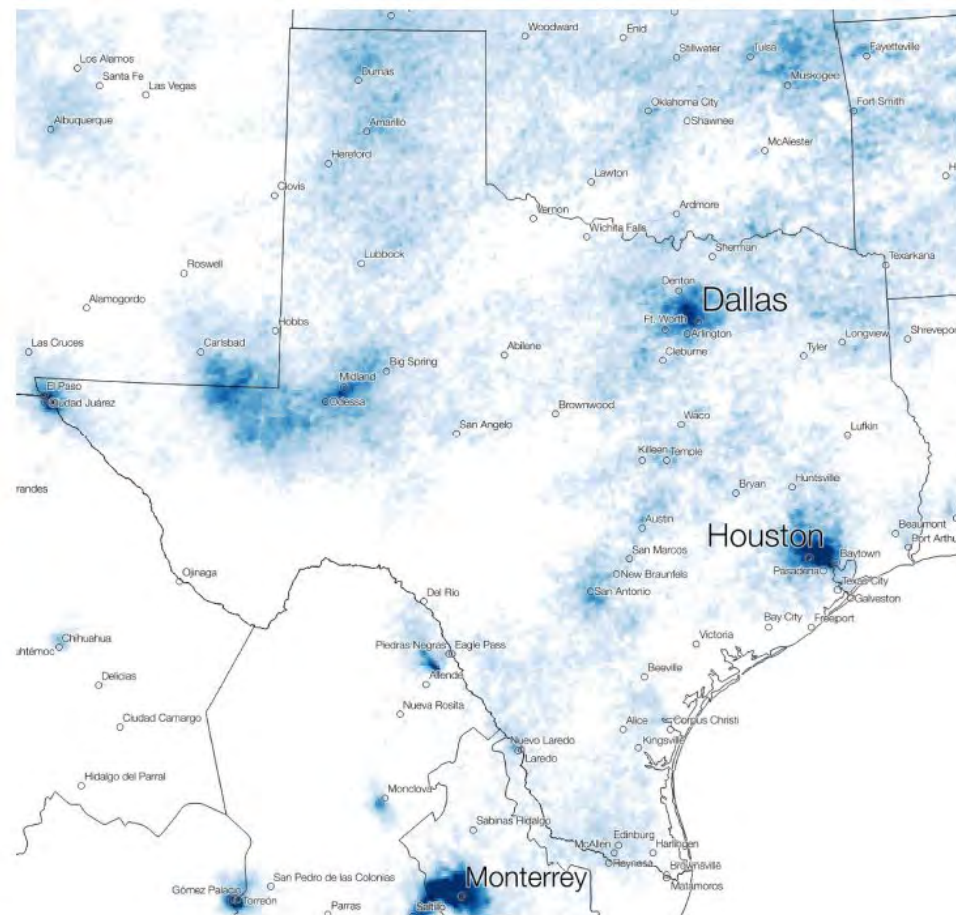 Woodward
Enid
Stillwater
Tulsa
Fayetteville
Los Alamos
Santa Fe
Las Vegas
Dumas
Muskogee
Albuquerque
Amarillo
Oklahoma City
Shawnee
Fort Smith
Hereford
McAlester
Clovis
Lawton
Vernon
Ardmore
Wichita Falls
Sherman
Roswell
Lubbock
Texarkana
Denton
Dallas
Alamogordo
Hobbs
Ft. Worth
Arlington
Las Cruces
Carlsbad
Abilene
Cleburne
Tyler
Longview
Shrevepor
Big Spring
Midland
El Paso
Ciudad Juárez
Odessa
Brownwood
San Angelo
Waco
Lufkin
Killeen
Temple
randes
Bryan
Huntsville
Austin
Houston
Beaumont
Port Arthu
San Marcos
Baytown
Pasadena
New Braunfels
Texas City
Ojinaga
San Antonio
Galveston
Del Rio
Bay City
Freeport
Chihuahua
uhtémoc
Piedras Negras
Eagle Pass
Victoria
Delicias
Allende
Beeville
Nueva Rosita
Ciudad Camargo
Alice
Corpus Christi
Nuevo Laredo
Laredo
Kingsville
Hidalgo del Parral
Monclova
Sabinas Hidalgo
Edinburg
McAllen
Harlingen
Reynosa
Brownsville
Matamoros
San Pedro de las Colonias
Monterrey
Gómez Palacio
Torreón
Parras
Saltillo